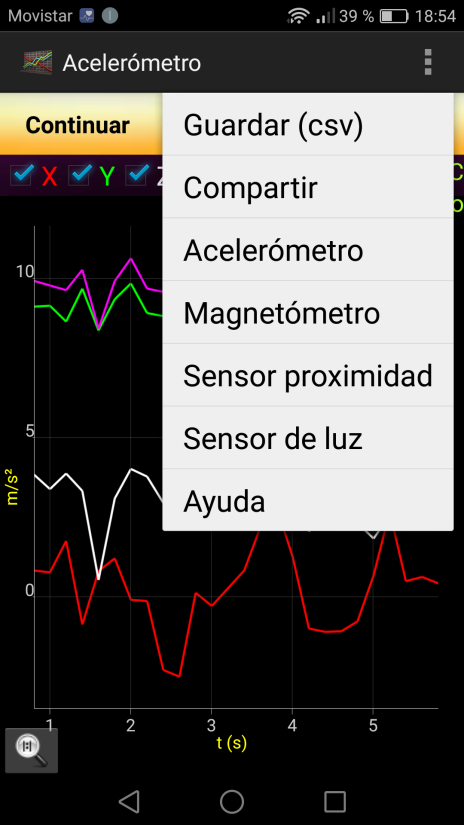 Movistar 39 % 18:54
Acelerómetro
Continuar
X Y Z
Guardar (csv)
Compartir
Acelerómetro
Magnetómetro
Sensor proximidad
Sensor de luz
Ayuda
10
5
0
m/s²
1 2 3 4 5
t (s)